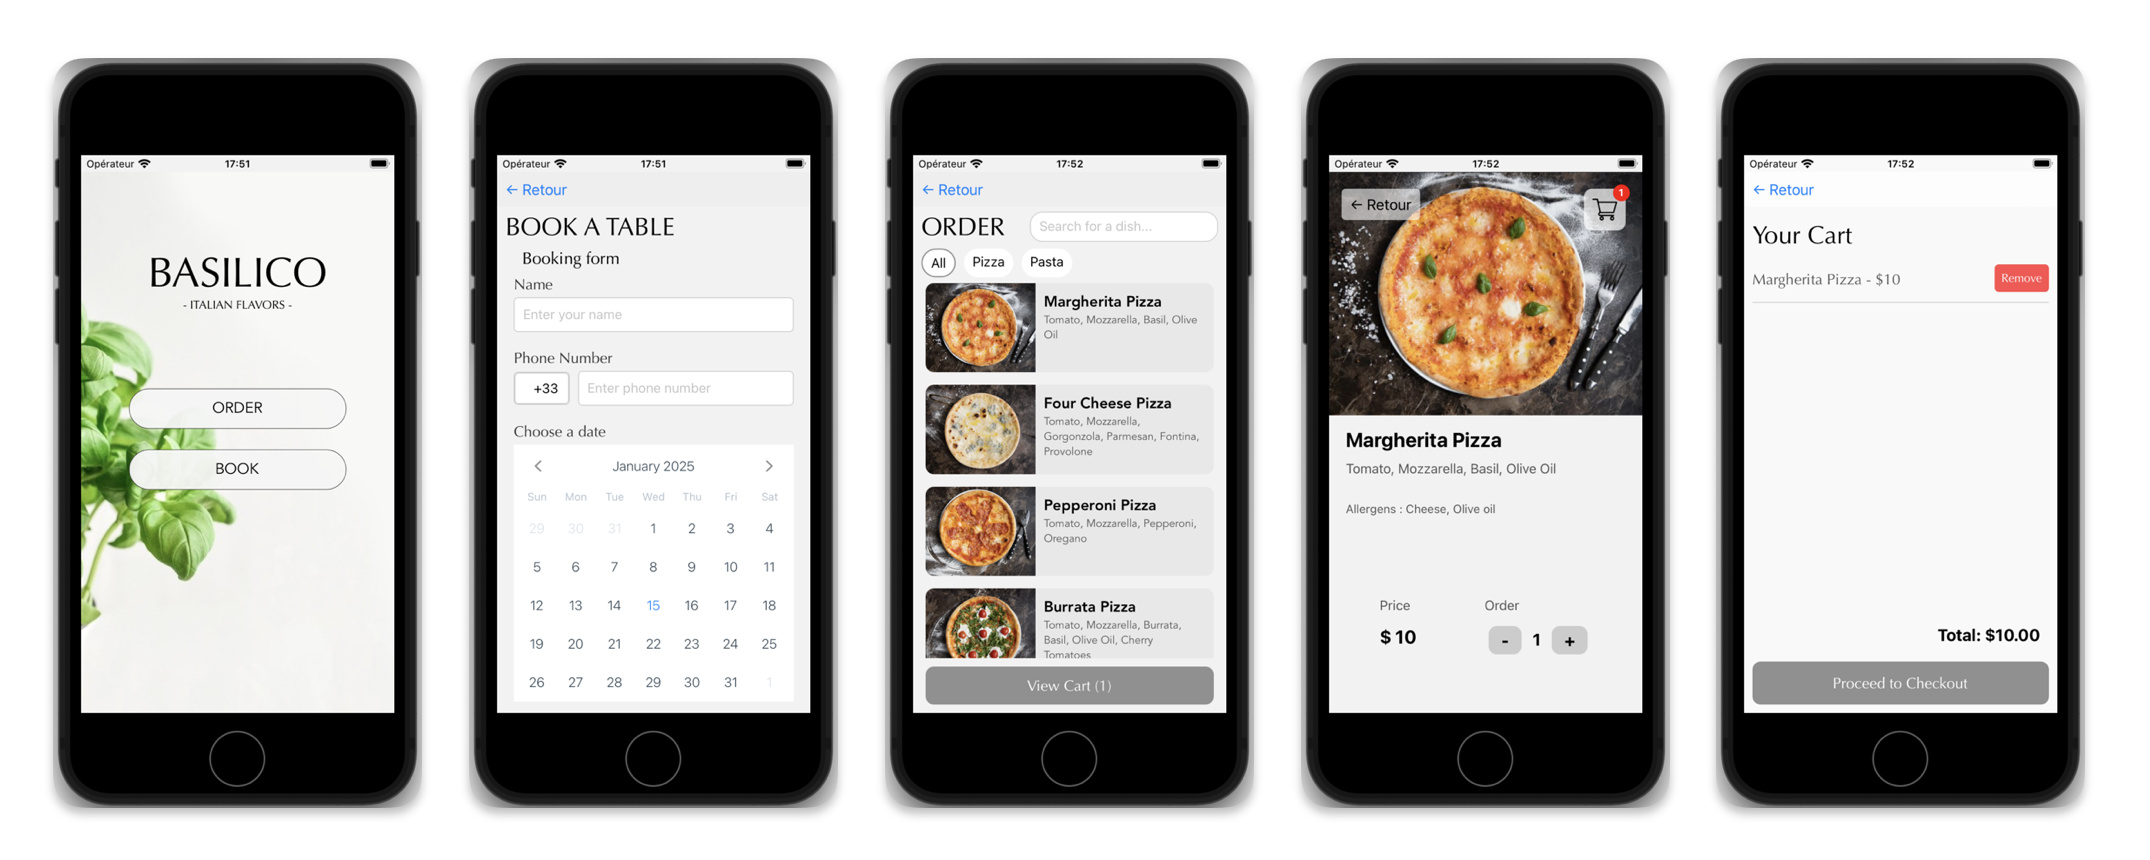 Opérateur 17:51
BASILICO
- ITALIAN FLAVORS -
ORDER
BOOK
Opérateur 17:51
← Retour
BOOK A TABLE
Booking form
Name
Enter your name
Phone Number
+33 Enter phone number
Choose a date
January 2025
Sun Mon Tue Wed Thu Fri Sat
29 30 31 1 2 3 4
5 6 7 8 9 10 11
12 13 14 15 16 17 18
19 20 21 22 23 24 25
26 27 28 29 30 31 1
Opérateur 17:52
← Retour
ORDER Search for a dish...
All Pizza Pasta
Margherita Pizza
Tomato, Mozzarella, Basil, Olive
Oil
Four Cheese Pizza
Tomato, Mozzarella,
Gorgonzola, Parmesan, Fontina,
Provolone
Pepperoni Pizza
Tomato, Mozzarella, Pepperoni,
Oregano
Burrata Pizza
Tomato, Mozzarella, Burrata,
Basil, Olive Oil, Cherry
Tomatoes
View Cart (1)
Opérateur 17:52
← Retour 1
Margherita Pizza
Tomato, Mozzarella, Basil, Olive Oil
Allergens : Cheese, Olive oil
Price Order
$ 10 - 1 +
Opérateur 17:52
← Retour
Your Cart
Margherita Pizza - $10 Remove
Total: $10.00
Proceed to Checkout